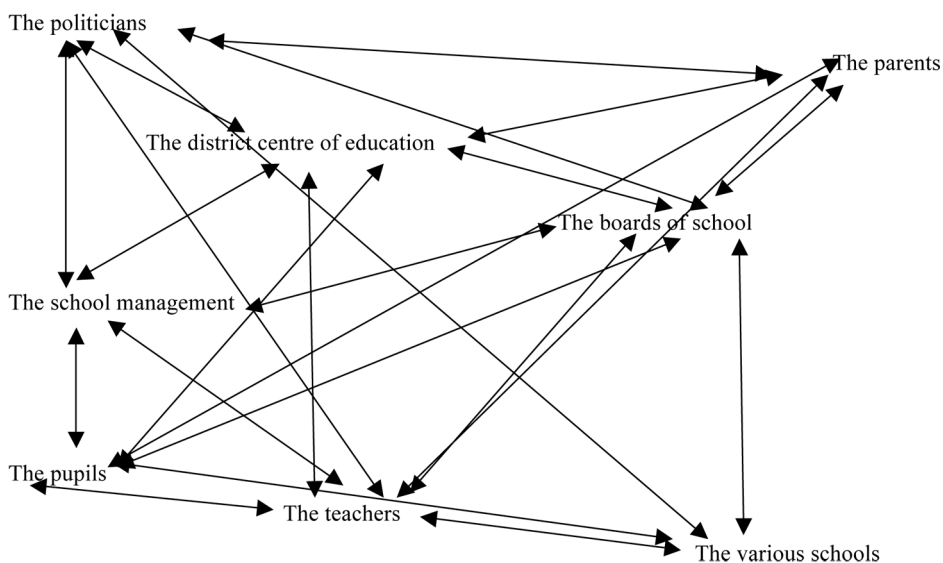 The politicians
The parents
The district centre of education
The boards of school
The school management
The pupils
The teachers
The various schools